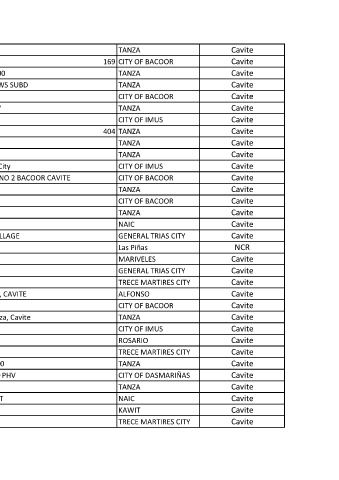 TANZA Cavite
169 CITY OF BACOOR Cavite
00 TANZA Cavite
WS SUBD TANZA Cavite
CITY OF BACOOR Cavite
TANZA Cavite
CITY OF IMUS Cavite
404 TANZA Cavite
TANZA Cavite
TANZA Cavite
City CITY OF IMUS Cavite
NO 2 BACOOR CAVITE CITY OF BACOOR Cavite
TANZA Cavite
CITY OF BACOOR Cavite
TANZA Cavite
NAIC Cavite
LLAGE GENERAL TRIAS CITY Cavite
Las Piñas NCR
MARIVELES Cavite
GENERAL TRIAS CITY Cavite
TRECE MARTIRES CITY Cavite
, CAVITE ALFONSO Cavite
CITY OF BACOOR Cavite
za, Cavite TANZA Cavite
CITY OF IMUS Cavite
ROSARIO Cavite
TRECE MARTIRES CITY Cavite
00 TANZA Cavite
PHV CITY OF DASMARIÑAS Cavite
TANZA Cavite
T NAIC Cavite
KAWIT Cavite
TRECE MARTIRES CITY Cavite